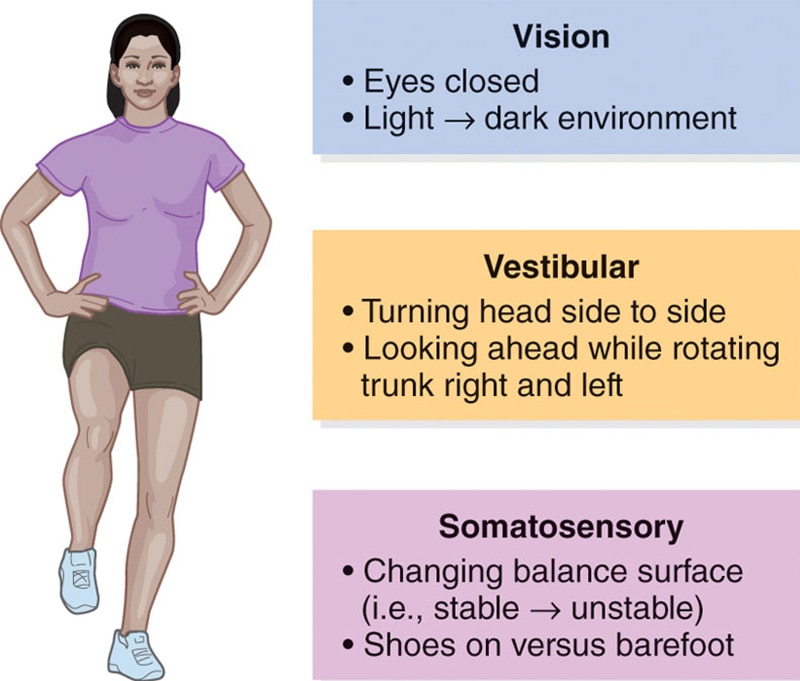 Vision
• Eyes closed
• Light → dark environment
Vestibular
• Turning head side to side
• Looking ahead while rotating
trunk right and left
Somatosensory
• Changing balance surface
(i.e., stable → unstable)
• Shoes on versus barefoot